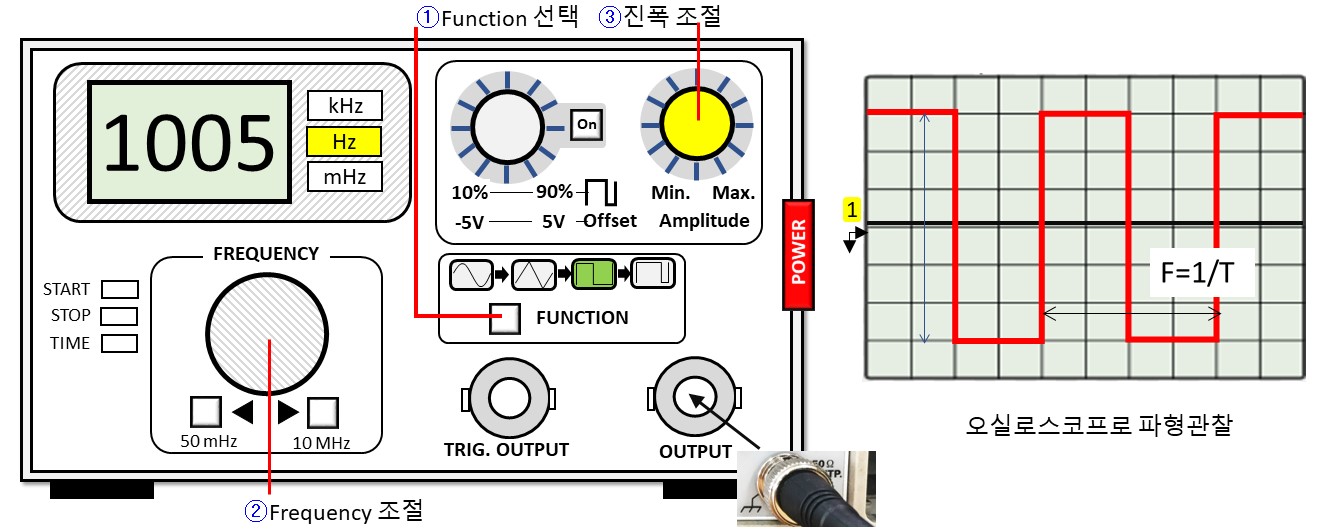 ①Function 선택
③진폭 조절
1005
kHz
Hz
mHz
On
10%
90%
-5V
5V
Offset
Min.
Max.
Amplitude
FREQUENCY
START
STOP
TIME
50 mHz
10 MHz
FUNCTION
POWER
TRIG. OUTPUT
OUTPUT
②Frequency 조절
1
F=1/T
오실로스코프로 파형관찰
50 Ω
TP.